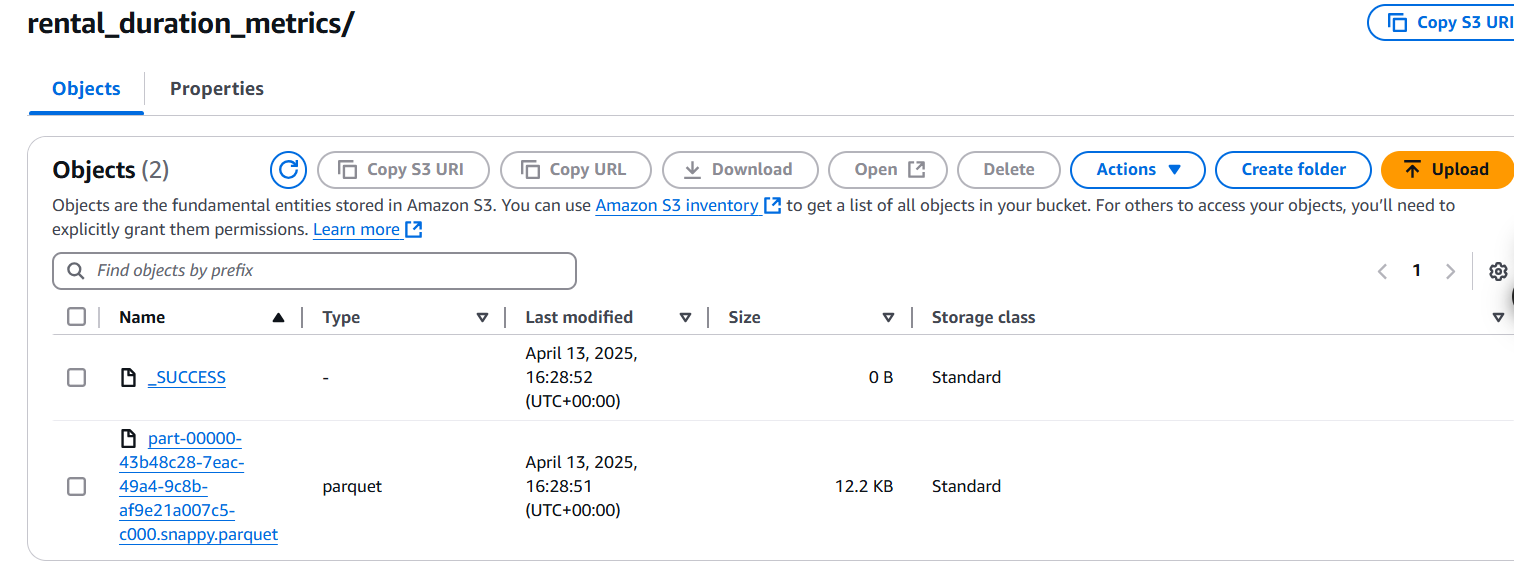 rental_duration_metrics/
Copy S3 URI
Objects
Properties
Objects (2)
Copy S3 URI
Copy URL
Download
Open
Delete
Actions
Create folder
Upload
Objects are the fundamental entities stored in Amazon S3. You can use Amazon S3 inventory to get a list of all objects in your bucket. For others to access your objects, you'll need to
explicitly grant them permissions. Learn more
Find objects by prefix
1
Name
Type
Last modified
Size
Storage class
_SUCCESS
-
April 13, 2025,
16:28:52
(UTC+00:00)
0 B
Standard
part-00000-
43b48c28-7eac-
49a4-9c8b-
af9e21a007c5-
c000.snappy.parquet
parquet
April 13, 2025,
16:28:51
(UTC+00:00)
12.2 KB
Standard